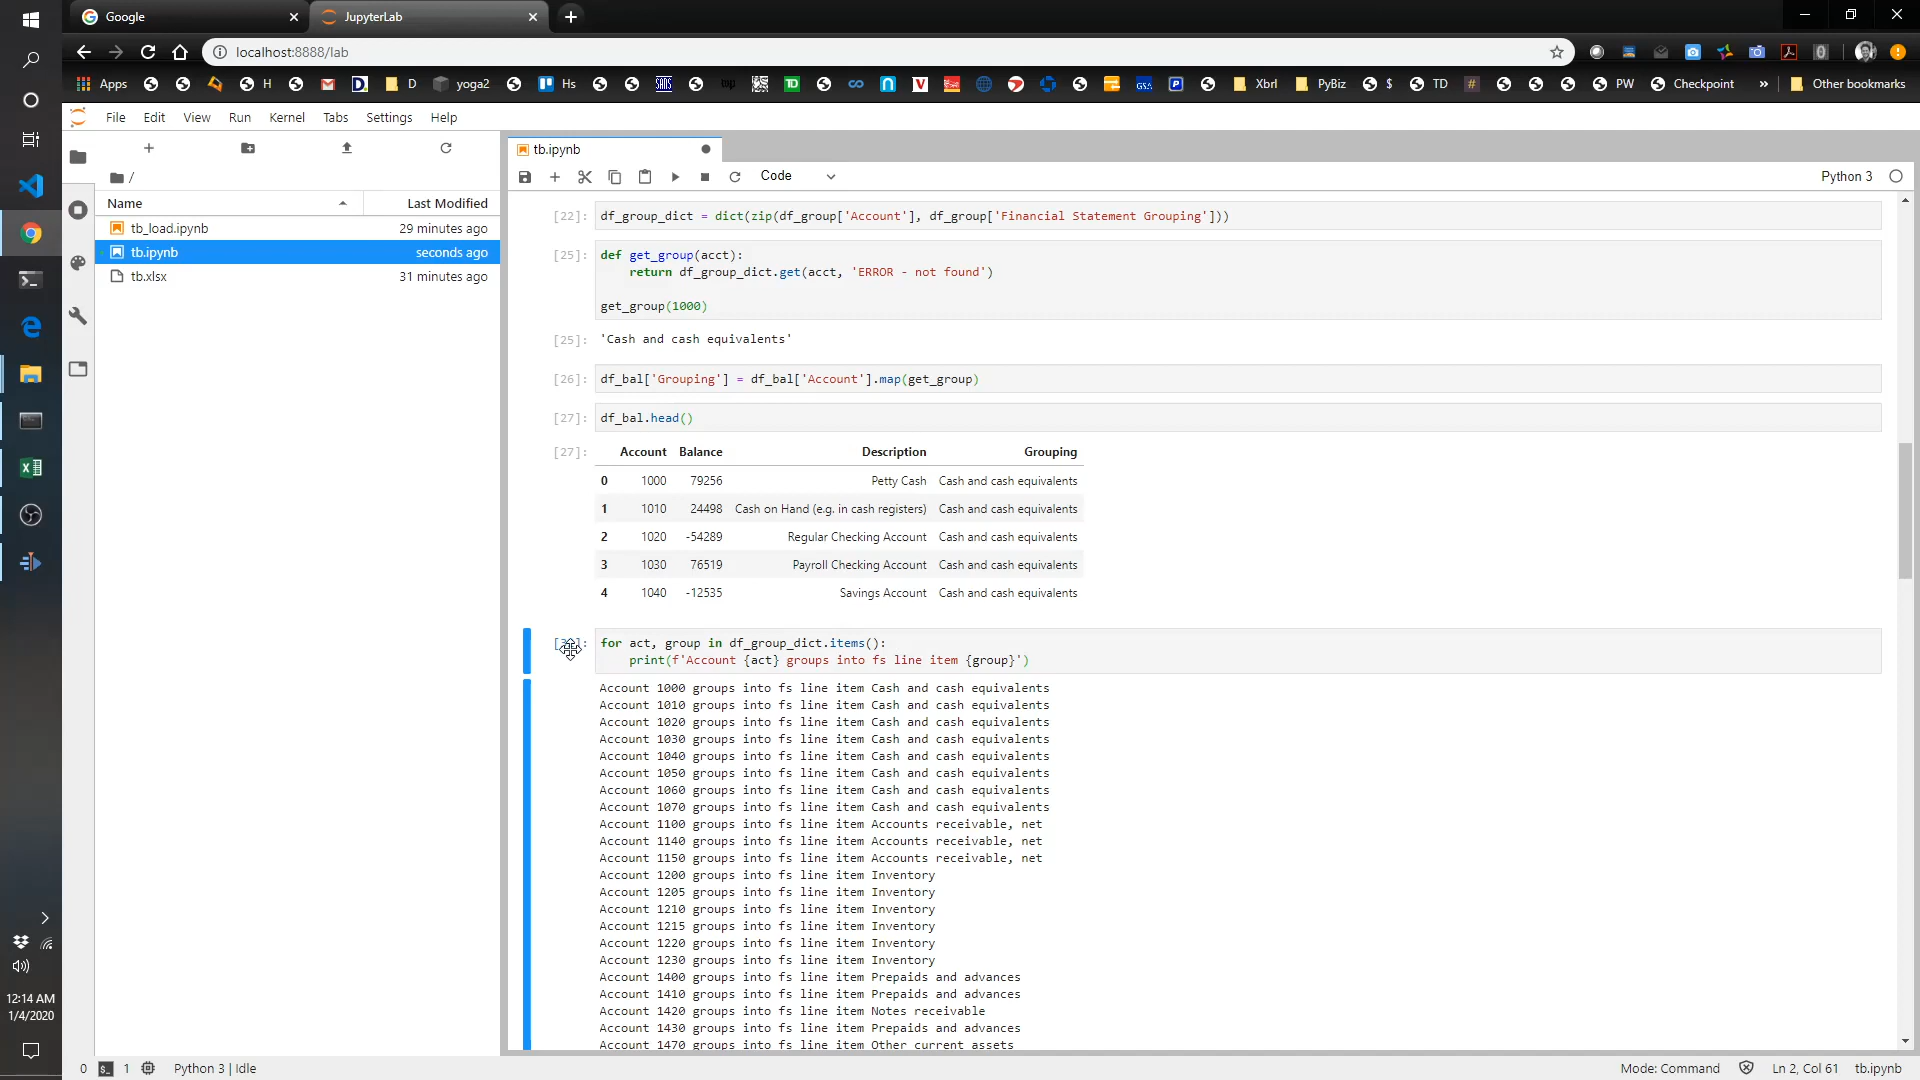 Google
JupyterLab
localhost:8888/lab
Apps
H
D
yoga2
Hs
Xbrl
PyBiz
$
TD
PW
Checkpoint
»
Other bookmarks
File Edit View Run Kernel Tabs Settings Help
/
Name Last Modified
tb_load.ipynb 29 minutes ago
tb.ipynb seconds ago
tb.xlsx 31 minutes ago
tb.ipynb
Code
Python 3
[22]: df_group_dict = dict(zip(df_group['Account'], df_group['Financial Statement Grouping']))
[25]: def get_group(acct):
return df_group_dict.get(acct, 'ERROR - not found')
get_group(1000)
[25]: 'Cash and cash equivalents'
[26]: df_bal['Grouping'] = df_bal['Account'].map(get_group)
[27]: df_bal.head()
[27]: Account Balance Description Grouping
0 1000 79256 Petty Cash Cash and cash equivalents
1 1010 24498 Cash on Hand (e.g. in cash registers) Cash and cash equivalents
2 1020 -54289 Regular Checking Account Cash and cash equivalents
3 1030 76519 Payroll Checking Account Cash and cash equivalents
4 1040 -12535 Savings Account Cash and cash equivalents
for act, group in df_group_dict.items():
print(f'Account {act} groups into fs line item {group}')
Account 1000 groups into fs line item Cash and cash equivalents
Account 1010 groups into fs line item Cash and cash equivalents
Account 1020 groups into fs line item Cash and cash equivalents
Account 1030 groups into fs line item Cash and cash equivalents
Account 1040 groups into fs line item Cash and cash equivalents
Account 1050 groups into fs line item Cash and cash equivalents
Account 1060 groups into fs line item Cash and cash equivalents
Account 1070 groups into fs line item Cash and cash equivalents
Account 1100 groups into fs line item Accounts receivable, net
Account 1140 groups into fs line item Accounts receivable, net
Account 1150 groups into fs line item Accounts receivable, net
Account 1200 groups into fs line item Inventory
Account 1205 groups into fs line item Inventory
Account 1210 groups into fs line item Inventory
Account 1215 groups into fs line item Inventory
Account 1220 groups into fs line item Inventory
Account 1230 groups into fs line item Inventory
Account 1400 groups into fs line item Prepaids and advances
Account 1410 groups into fs line item Prepaids and advances
Account 1420 groups into fs line item Notes receivable
Account 1430 groups into fs line item Prepaids and advances
Account 1470 groups into fs line item Other current assets
12:14 AM
1/4/2020
0 1 Python 3 | Idle
Mode: Command Ln 2, Col 61 tb.ipynb